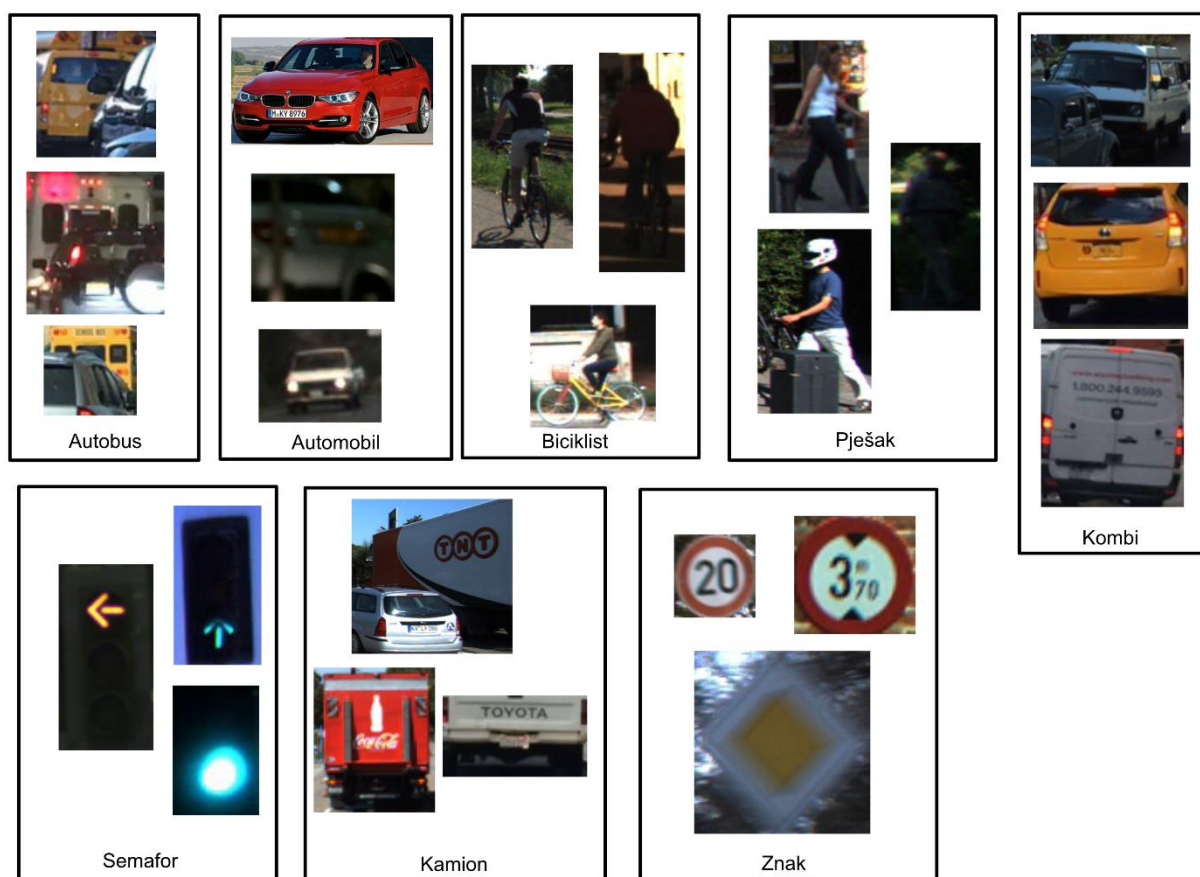 M·KY 8976
SCHOOL BUS
Autobus
Automobil
Biciklist
Pješak
1.800.244.9595
Kombi
TNT
Coca-Cola
TOYOTA
20
3 m
70
Semafor
Kamion
Znak